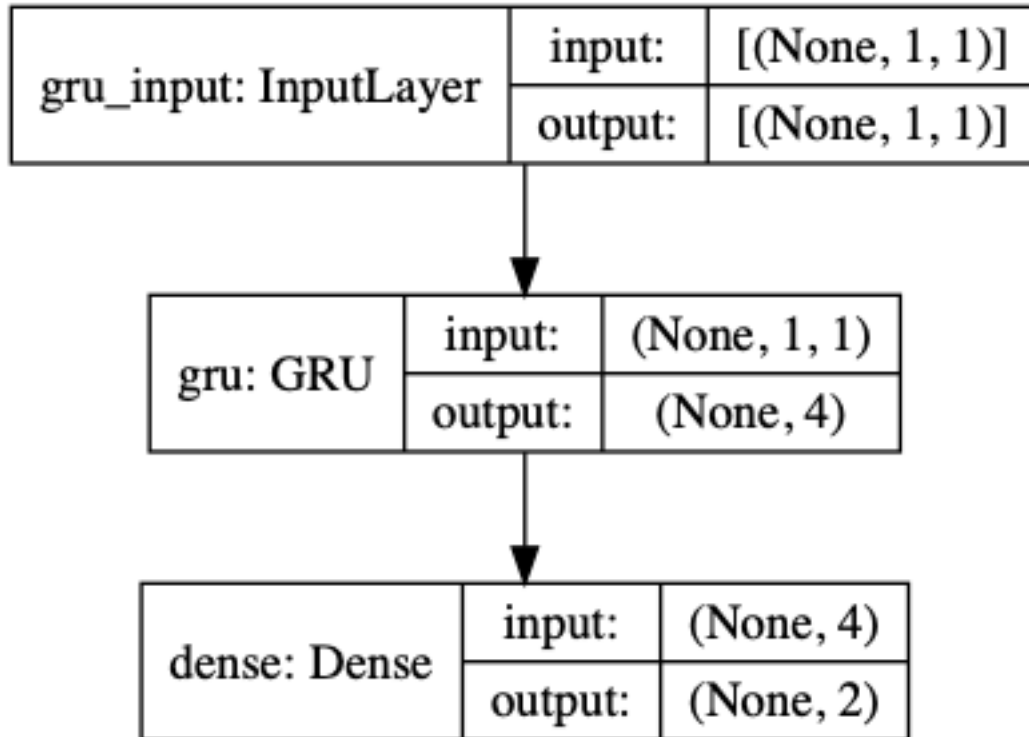 gru_input: InputLayer
input:
[(None, 1, 1)]
output:
[(None, 1, 1)]
gru: GRU
input:
(None, 1, 1)
output:
(None, 4)
dense: Dense
input:
(None, 4)
output:
(None, 2)